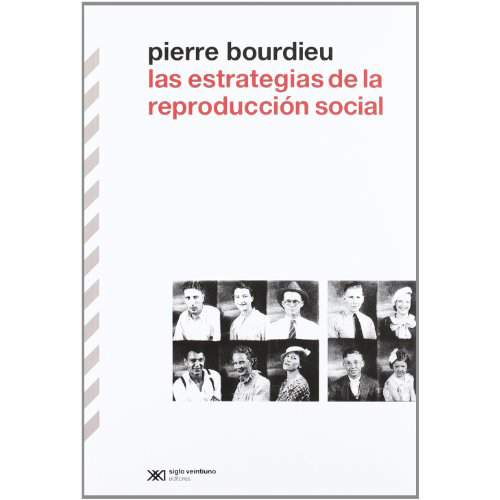 pierre bourdieu
las estrategias de la
reproducción social
siglo veintiuno
editores